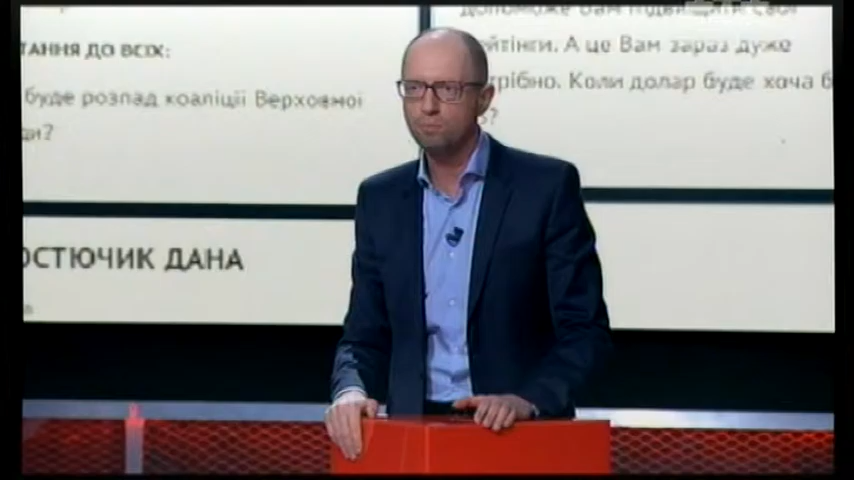 ТАННЯ ДО ВСІХ:
буде розпад коаліції Верховної
ди?
допоможе Вам підвищити свої
ейтінги. А це Вам зараз дуже
трібно. Коли долар буде хоча б
ОСТЮЧИК ДАНА